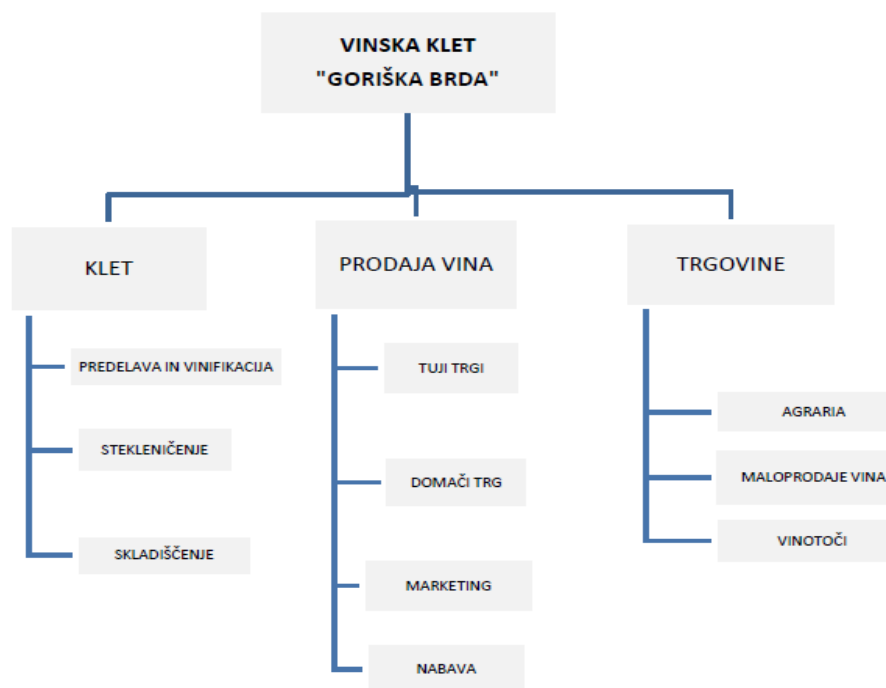 VINSKA KLET
"GORIŠKA BRDA"
KLET
PREDELAVA IN VINIFIKACIJA
STEKLENIČENJE
SKLADIŠČENJE
PRODAJA VINA
TUJI TRGI
DOMAČI TRG
MARKETING
NABAVA
TRGOVINE
AGRARIA
MALOPRODAJE VINA
VINOTOČI